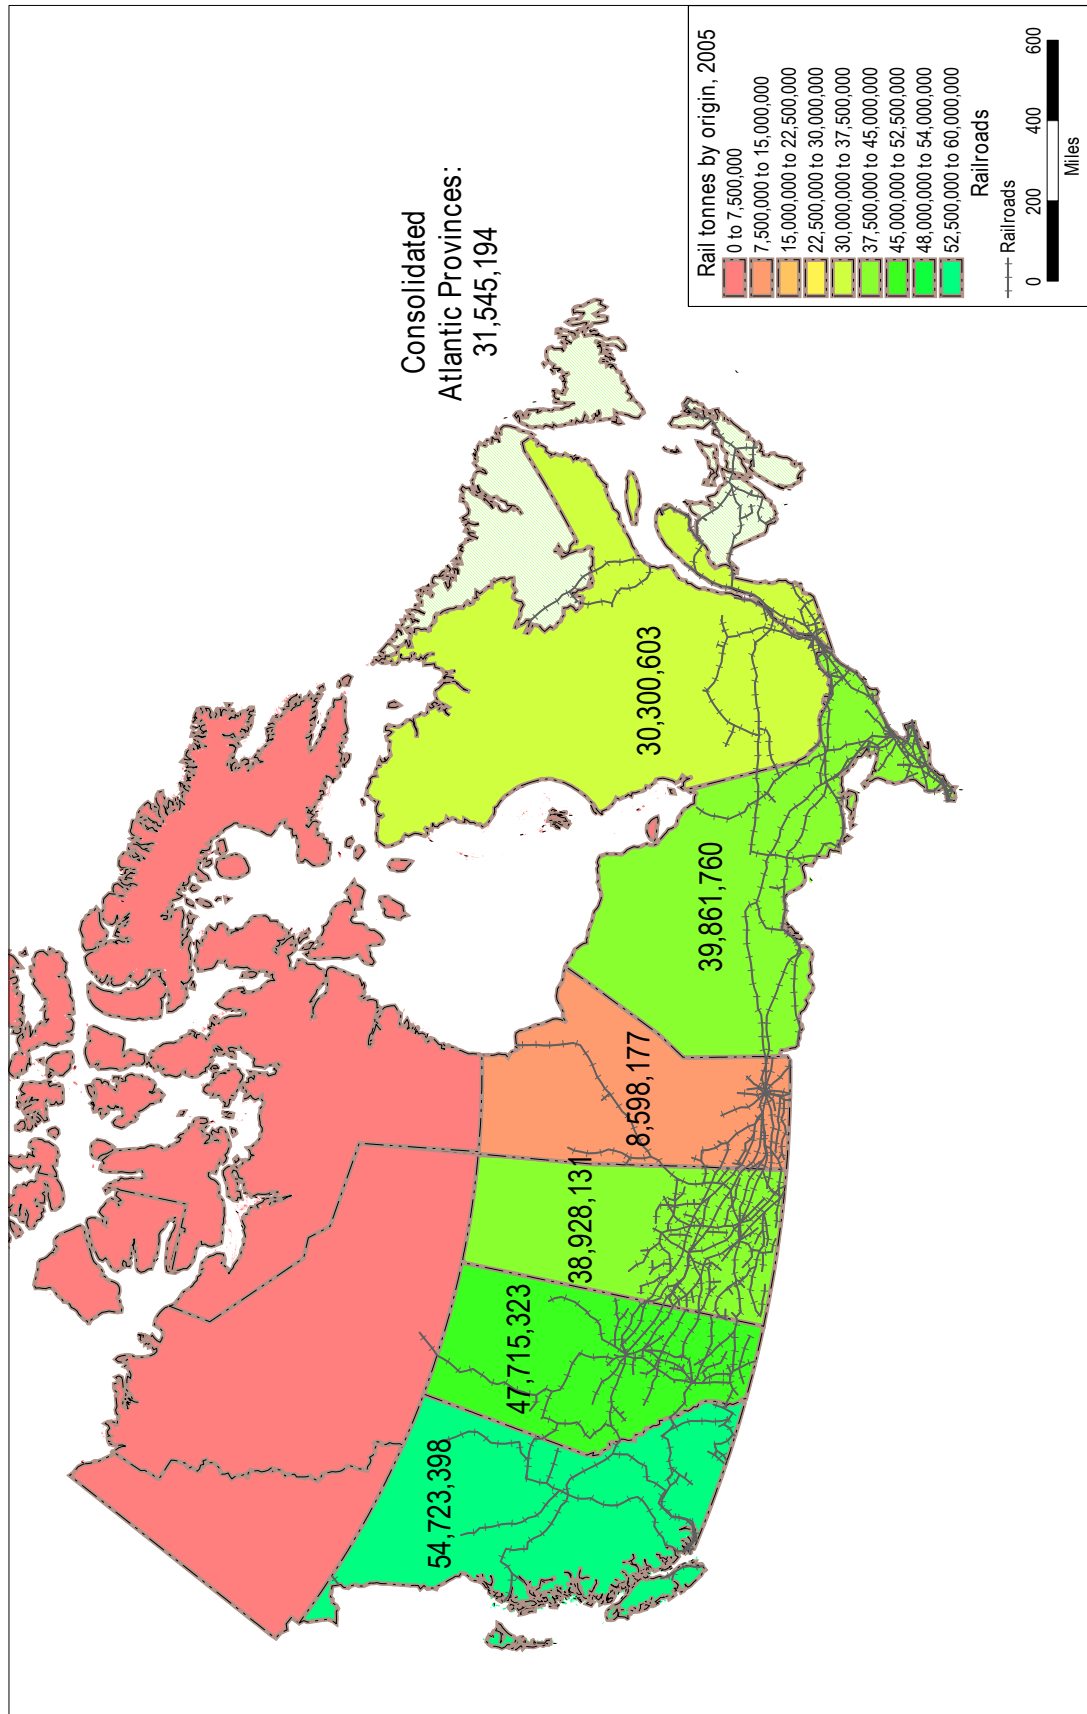 Consolidated
Atlantic Provinces:
31,545,194
54,723,398
47,715,323
38,928,131
8,598,177
39,861,760
30,300,603
Rail tonnes by origin, 2005
0 to 7,500,000
7,500,000 to 15,000,000
15,000,000 to 22,500,000
22,500,000 to 30,000,000
30,000,000 to 37,500,000
37,500,000 to 45,000,000
45,000,000 to 52,500,000
48,000,000 to 54,000,000
52,500,000 to 60,000,000
Railroads
Railroads
0 200 400 600
Miles